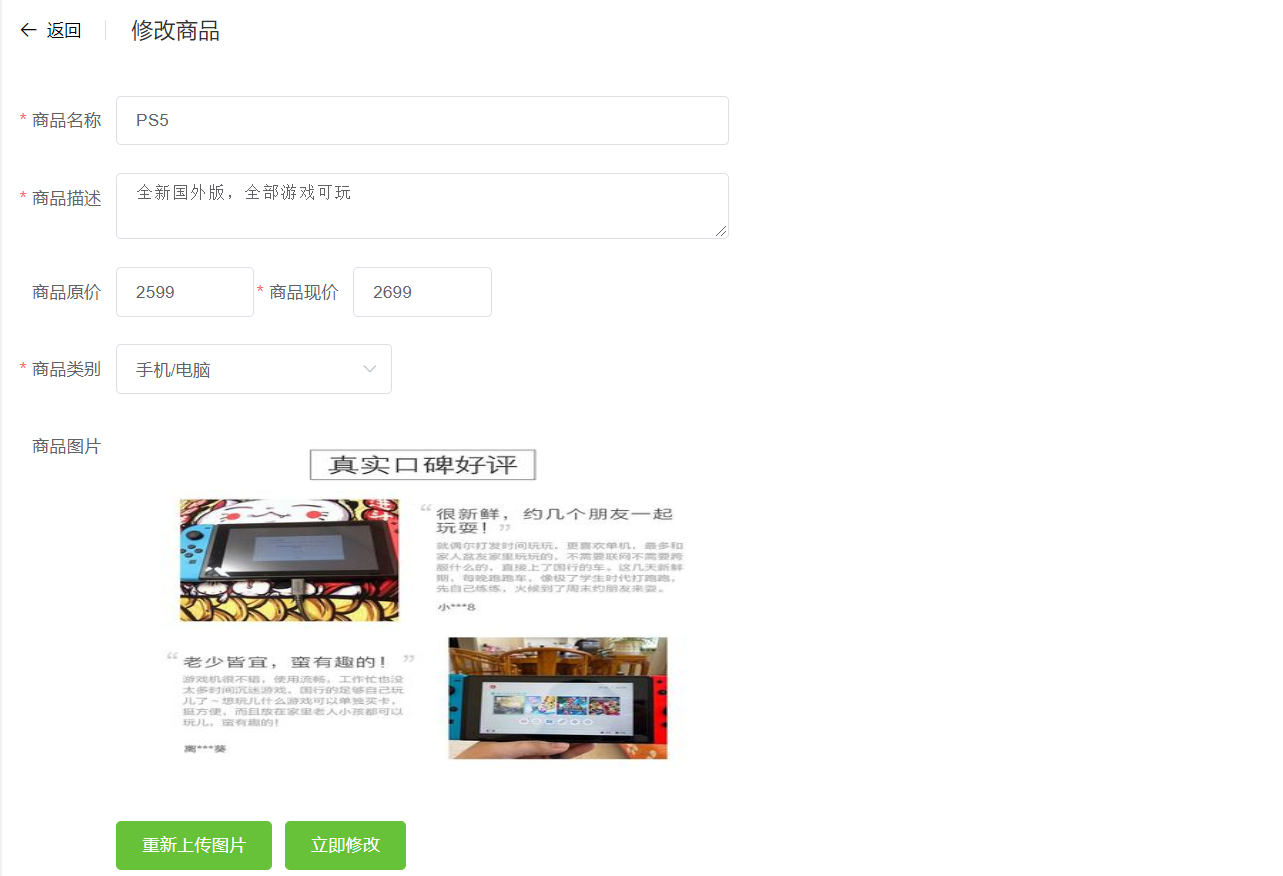 返回
修改商品
* 商品名称
PS5
* 商品描述
全新国外版，全部游戏可玩
商品原价
2599
* 商品现价
2699
* 商品类别
手机/电脑
商品图片
真实口碑好评
“ 很新鲜，约几个朋友一起
玩耍！”
就偶尔打发时间玩玩，更喜欢单机，最多和
家人盆友家里玩玩的，不需要联网不需要跨
服什么的，直接上了国行的车。这几天新鲜
期，每晚跑跑车，像极了学生时代打跑跑，
先自己练练，火候到了周末约朋友来耍。
小***8
“ 老少皆宜，蛮有趣的！”
游戏机很不错，使用流畅，工作忙也没
太多时间沉迷游戏，国行的足够自己玩
儿了～想玩儿什么游戏可以单独买卡，
挺方便，而且放在家里老人小孩都可以
玩儿，蛮有趣的！
离***葵
重新上传图片
立即修改